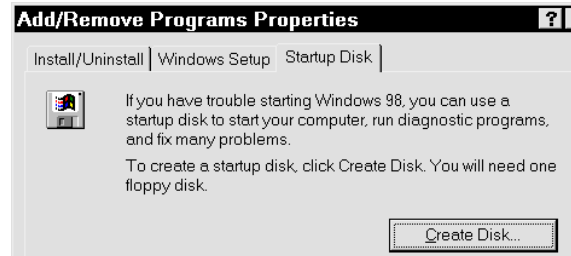 Add/Remove Programs Properties ?
Install/Uninstall Windows Setup Startup Disk
If you have trouble starting Windows 98, you can use a
startup disk to start your computer, run diagnostic programs,
and fix many problems.
To create a startup disk, click Create Disk. You will need one
floppy disk.
Create Disk...